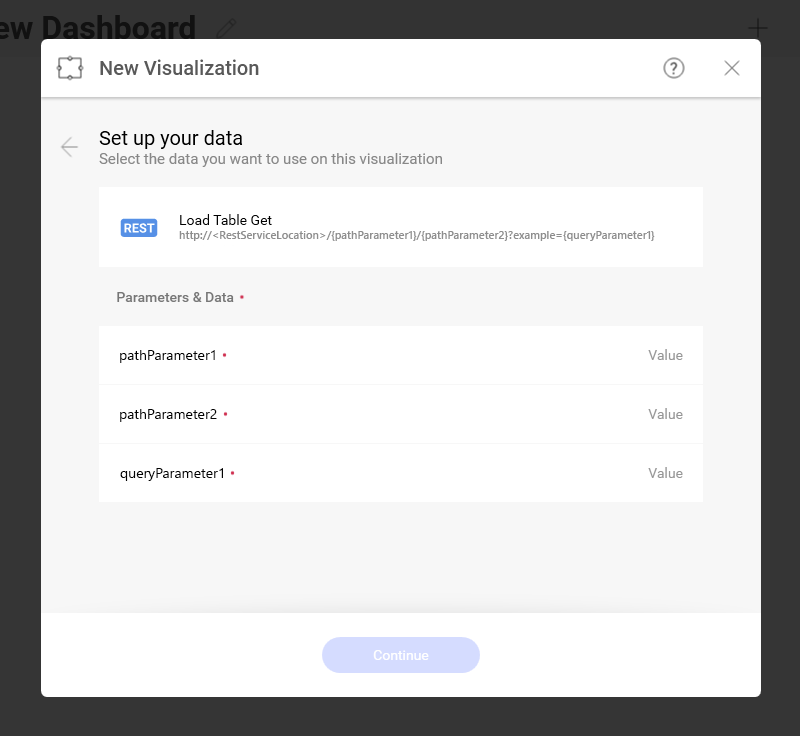 ew Dashboard
New Visualization
?
Set up your data
Select the data you want to use on this visualization
REST
Load Table Get
http://<RestServiceLocation>/{pathParameter1}/{pathParameter2}?example={queryParameter1}
Parameters & Data •
pathParameter1 • Value
pathParameter2 • Value
queryParameter1 • Value
Continue